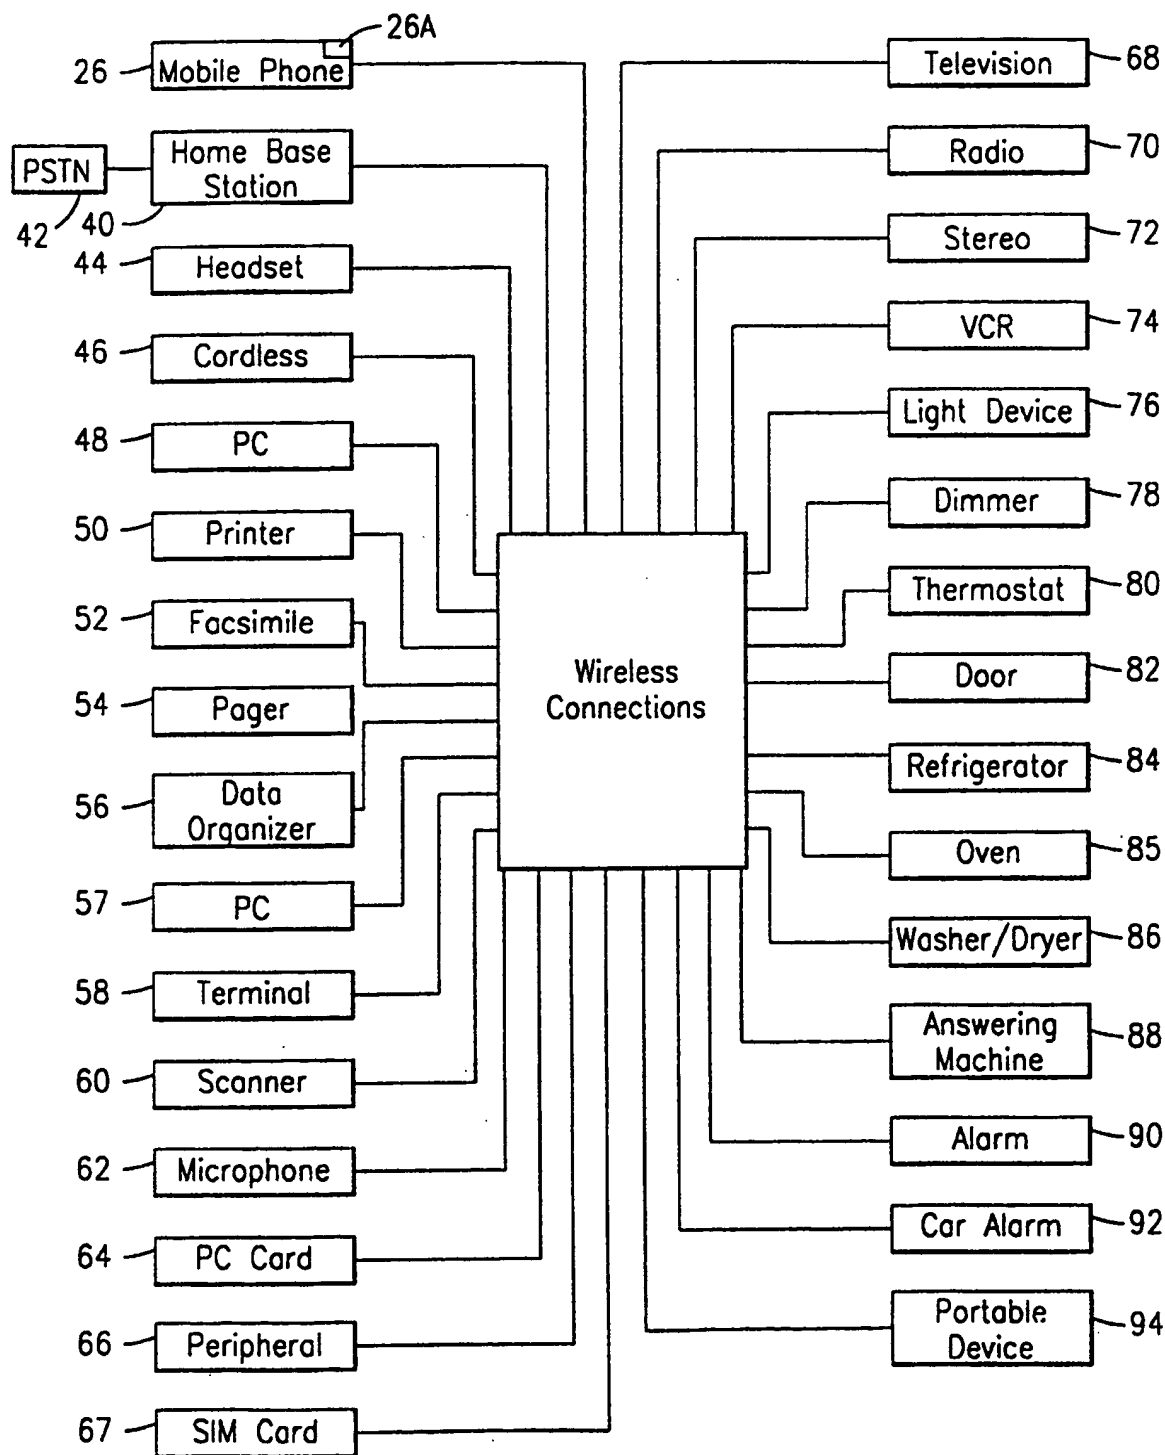 26A
26
Mobile Phone
PSTN
42
Home Base
Station
40
44
Headset
46
Cordless
48
PC
50
Printer
52
Facsimile
54
Pager
56
Data
Organizer
57
PC
58
Terminal
60
Scanner
62
Microphone
64
PC Card
66
Peripheral
67
SIM Card
Wireless
Connections
Television
68
Radio
70
Stereo
72
VCR
74
Light Device
76
Dimmer
78
Thermostat
80
Door
82
Refrigerator
84
Oven
85
Washer/Dryer
86
Answering
Machine
88
Alarm
90
Car Alarm
92
Portable
Device
94